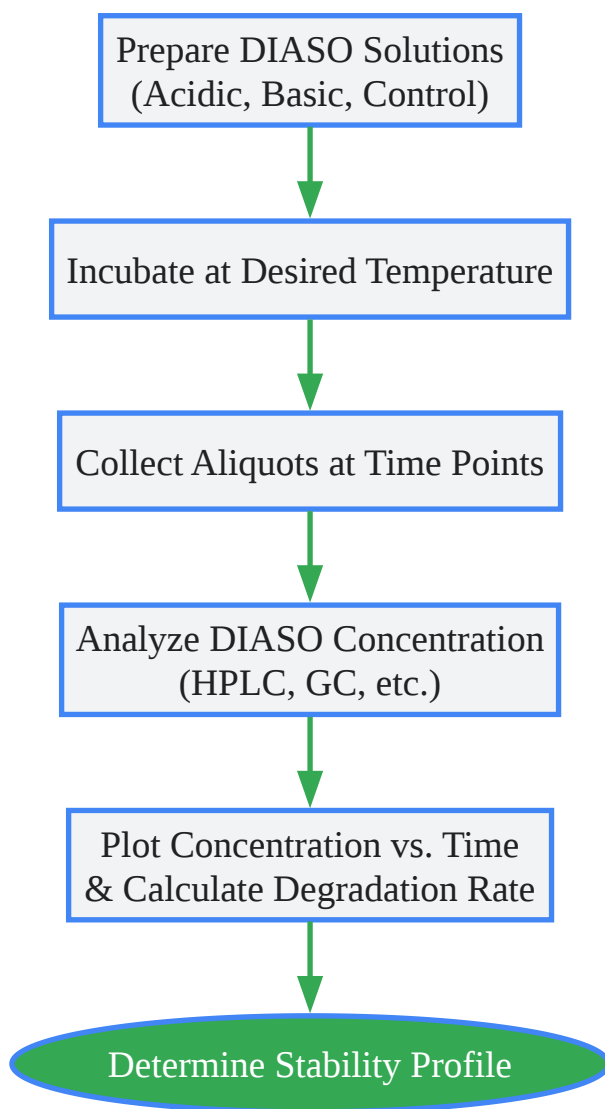 Prepare DIASO Solutions
(Acidic, Basic, Control)
Incubate at Desired Temperature
Collect Aliquots at Time Points
Analyze DIASO Concentration
(HPLC, GC, etc.)
Plot Concentration vs. Time
& Calculate Degradation Rate
Determine Stability Profile